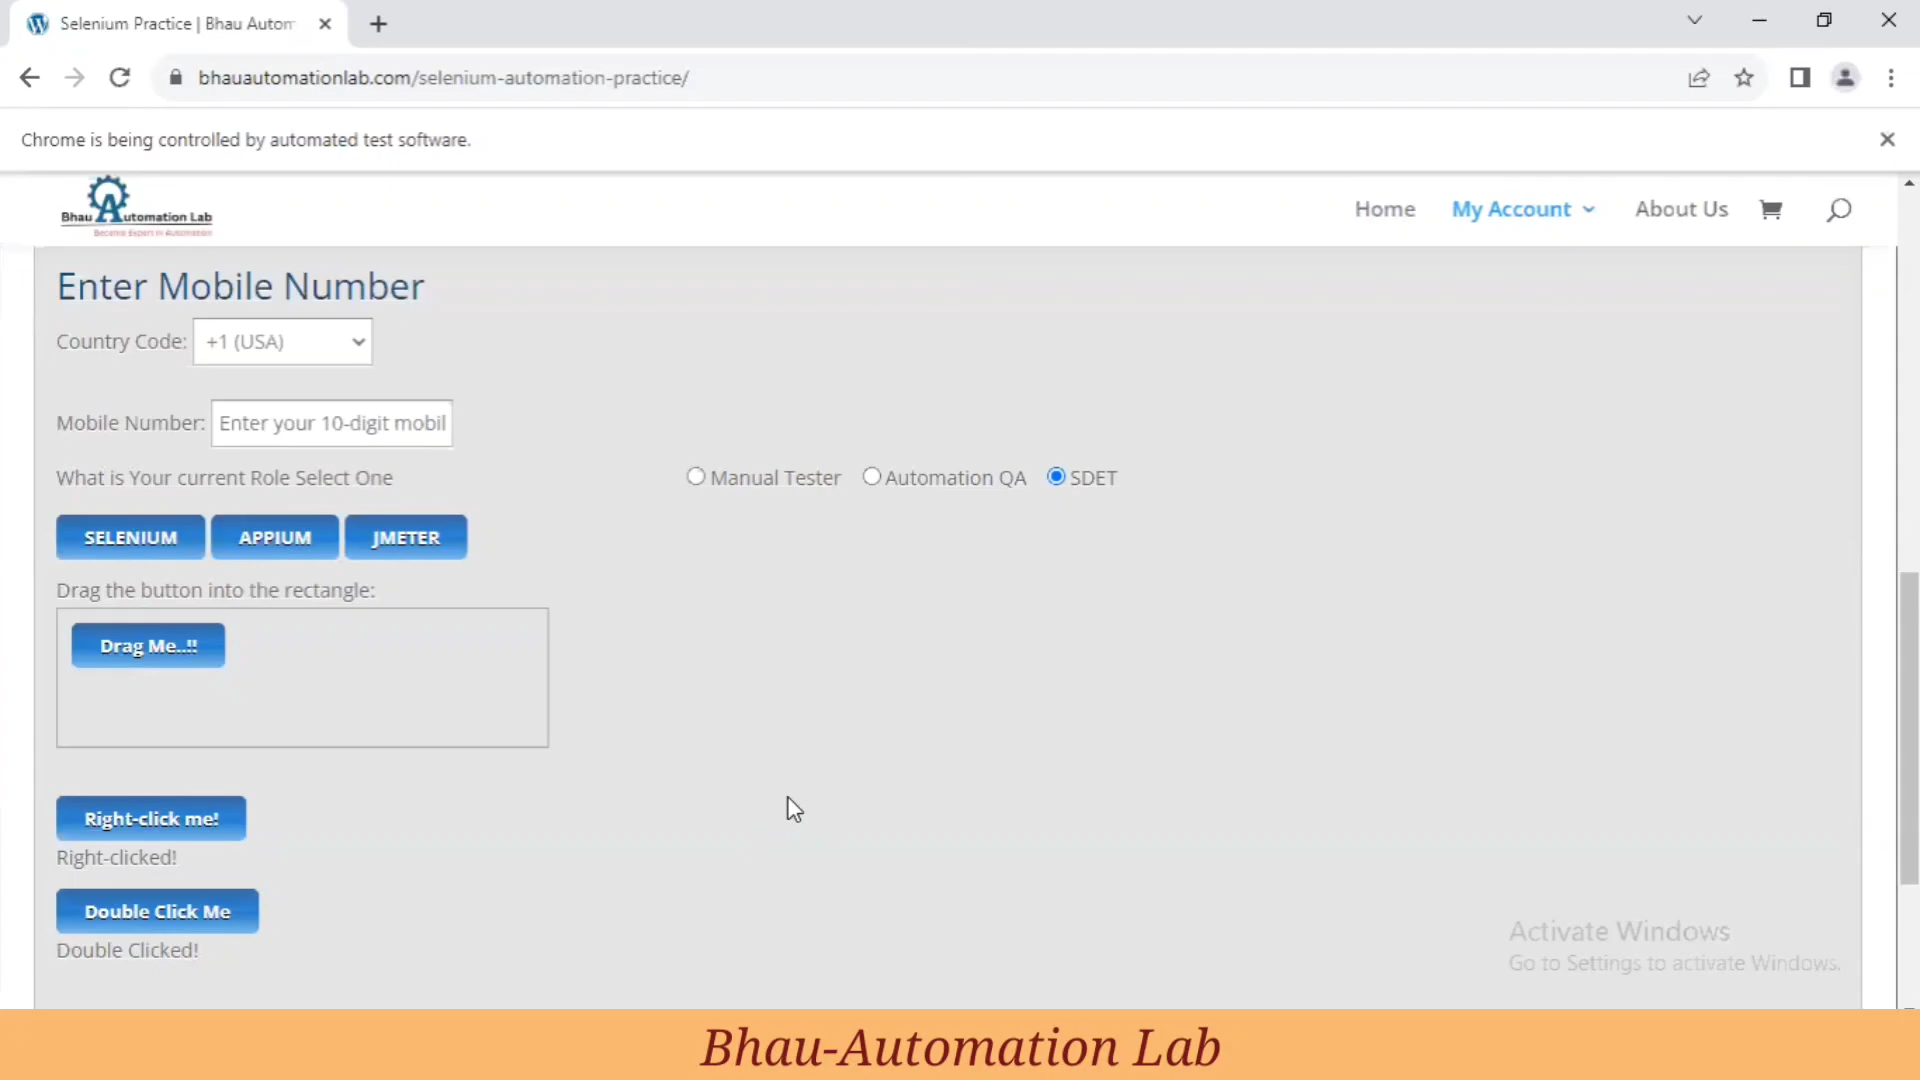 Selenium Practice | Bhau Autom
bhauautomationlab.com/selenium-automation-practice/
Chrome is being controlled by automated test software.
Bhau Automation Lab
Become Expert in Automation
Home
My Account
About Us
Enter Mobile Number
Country Code: +1 (USA)
Mobile Number: Enter your 10-digit mobil
What is Your current Role Select One Manual Tester Automation QA SDET
SELENIUM APPIUM JMETER
Drag the button into the rectangle:
Drag Me..!!
Right-click me!
Right-clicked!
Double Click Me
Double Clicked!
Activate Windows
Go to Settings to activate Windows.
Bhau-Automation Lab